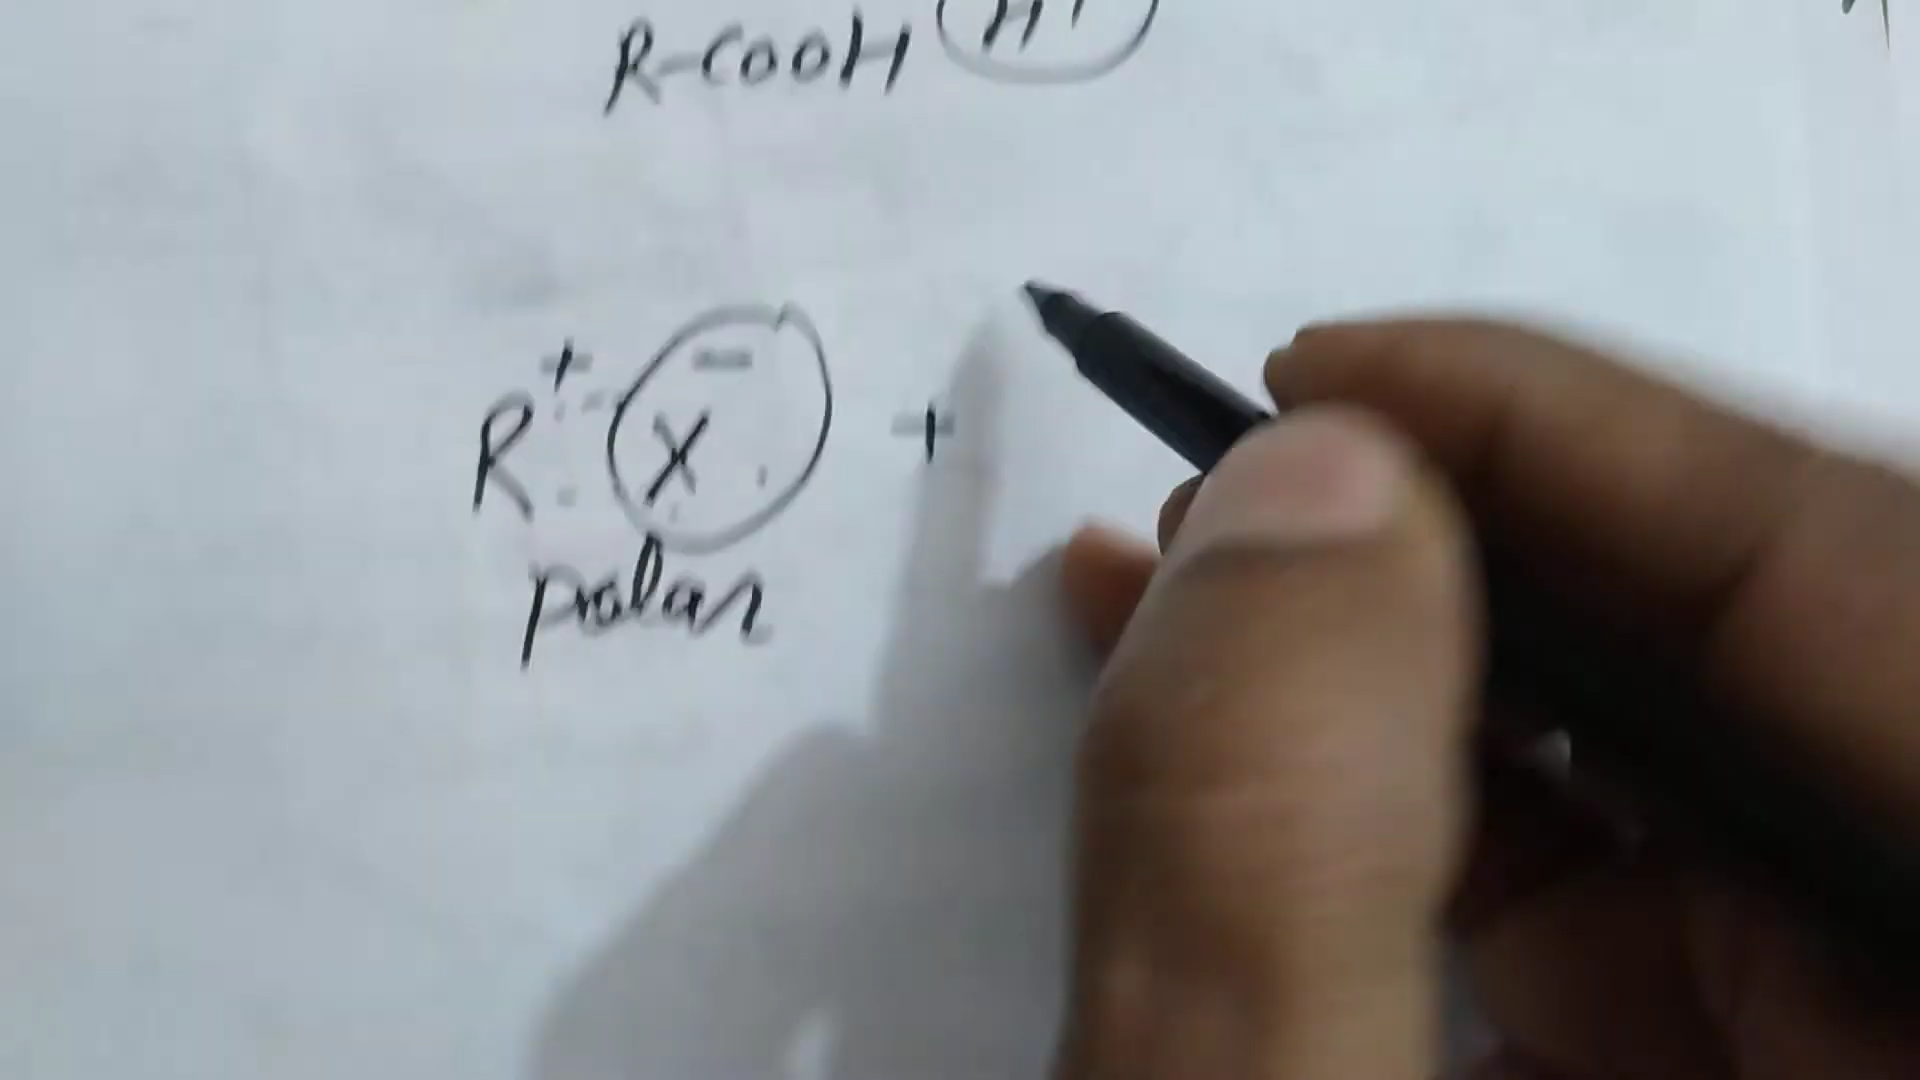 R-COOH H+
+ −
R X +
polar